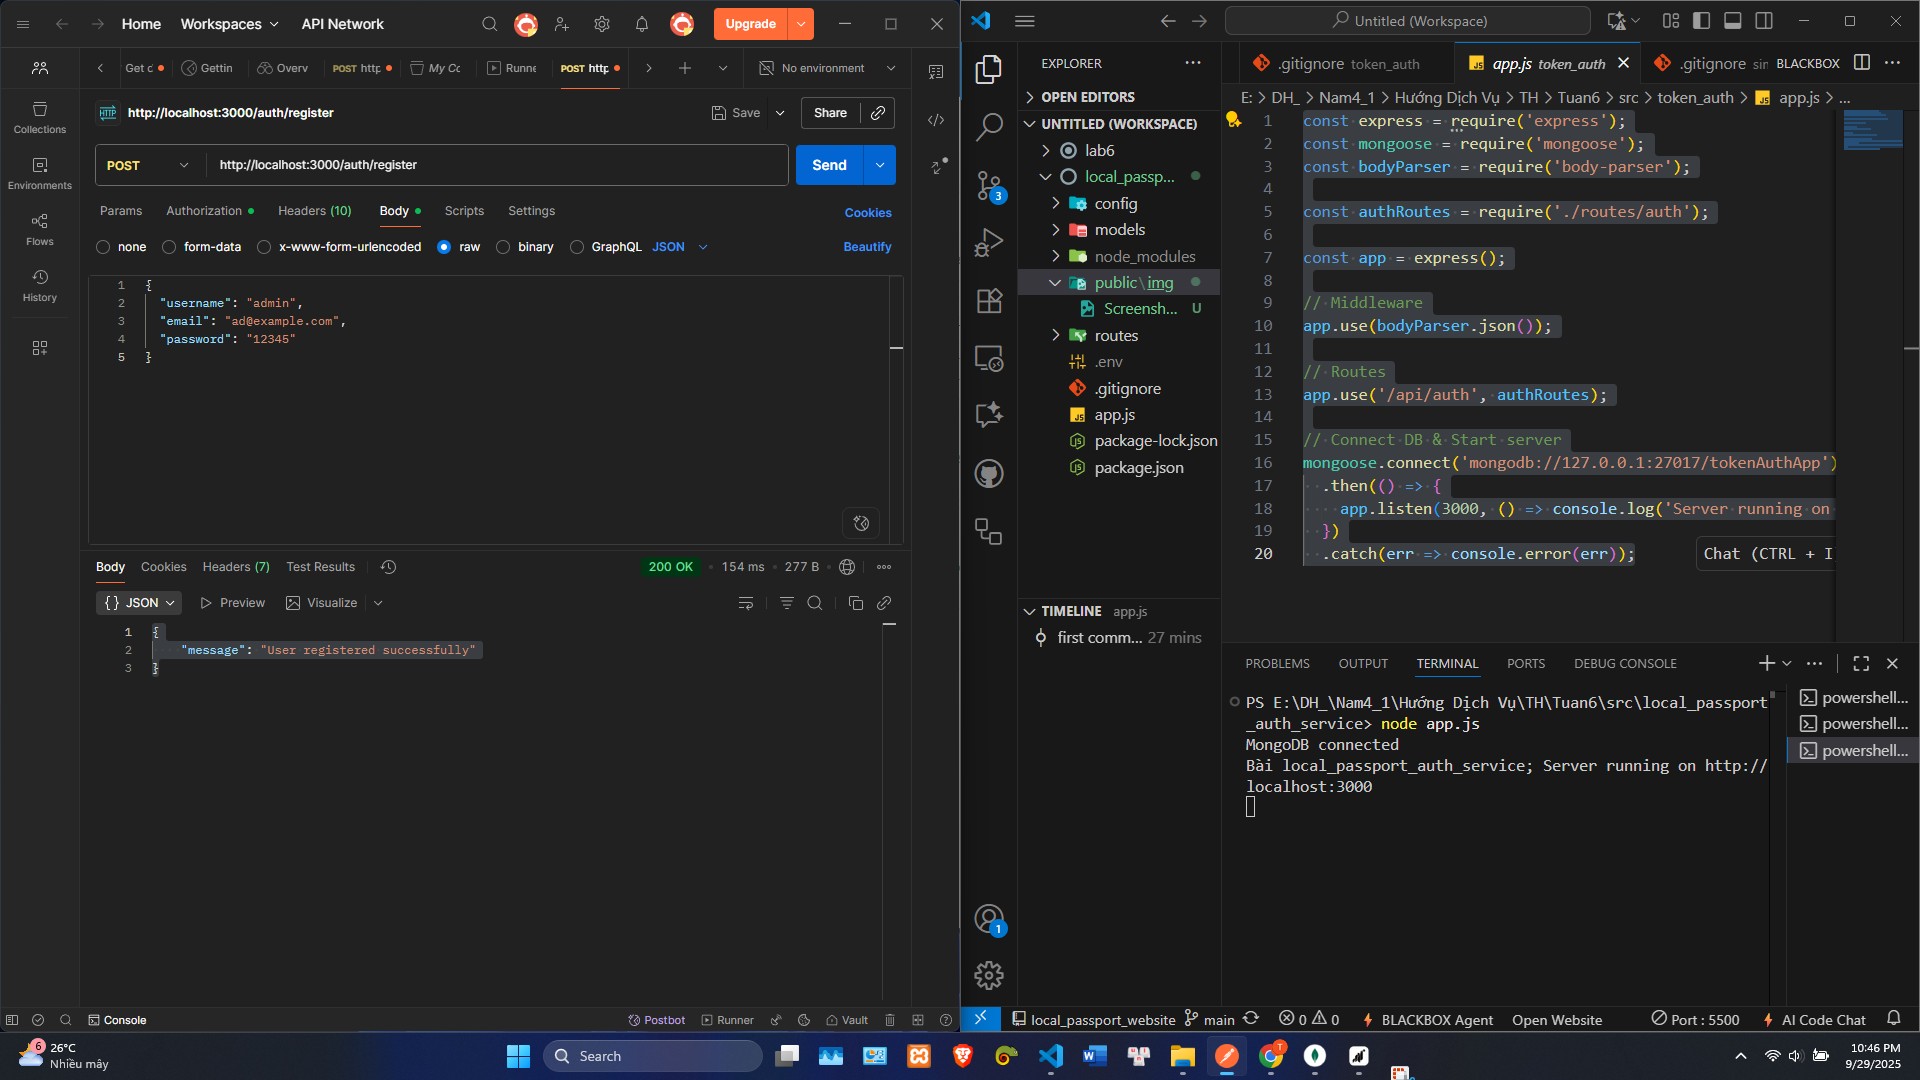 Home Workspaces API Network Upgrade
Get d Gettin Overv POST http My Cc Runne POST http No environment
http://localhost:3000/auth/register Save Share
POST http://localhost:3000/auth/register Send
Params Authorization Headers (10) Body Scripts Settings Cookies
none form-data x-www-form-urlencoded raw binary GraphQL JSON Beautify
1 {
2 "username": "admin",
3 "email": "ad@example.com",
4 "password": "12345"
5 }
Body Cookies Headers (7) Test Results 200 OK • 154 ms • 277 B
{} JSON Preview Visualize
1 {
2 "message": "User registered successfully"
3 }
Collections
Environments
Flows
History
Console Postbot Runner Vault
Untitled (Workspace)
EXPLORER
OPEN EDITORS
UNTITLED (WORKSPACE)
lab6
local_passp...
config
models
node_modules
public\img
Screensh... U
routes
.env
.gitignore
app.js
package-lock.json
package.json
TIMELINE app.js
first comm... 27 mins
3
1
.gitignore token_auth app.js token_auth .gitignore sin BLACKBOX
E: > DH_ > Nam4_1 > Hướng Dịch Vụ > TH > Tuan6 > src > token_auth > app.js > ...
1 const express = require('express');
2 const mongoose = require('mongoose');
3 const bodyParser = require('body-parser');
4
5 const authRoutes = require('./routes/auth');
6
7 const app = express();
8
9 // Middleware
10 app.use(bodyParser.json());
11
12 // Routes
13 app.use('/api/auth', authRoutes);
14
15 // Connect DB & Start server
16 mongoose.connect('mongodb://127.0.0.1:27017/tokenAuthApp')
17 .then(() => {
18 app.listen(3000, () => console.log('Server running on
19 })
20 .catch(err => console.error(err));
Chat (CTRL + I
PROBLEMS OUTPUT TERMINAL PORTS DEBUG CONSOLE
PS E:\DH_\Nam4_1\Hướng Dịch Vụ\TH\Tuan6\src\local_passport
_auth_service> node app.js
MongoDB connected
Bài local_passport_auth_service; Server running on http://
localhost:3000
powershell...
powershell...
powershell...
local_passport_website main 0 0 BLACKBOX Agent Open Website Port : 5500 AI Code Chat
6 26°C
Nhiều mây
Search
10:46 PM
9/29/2025